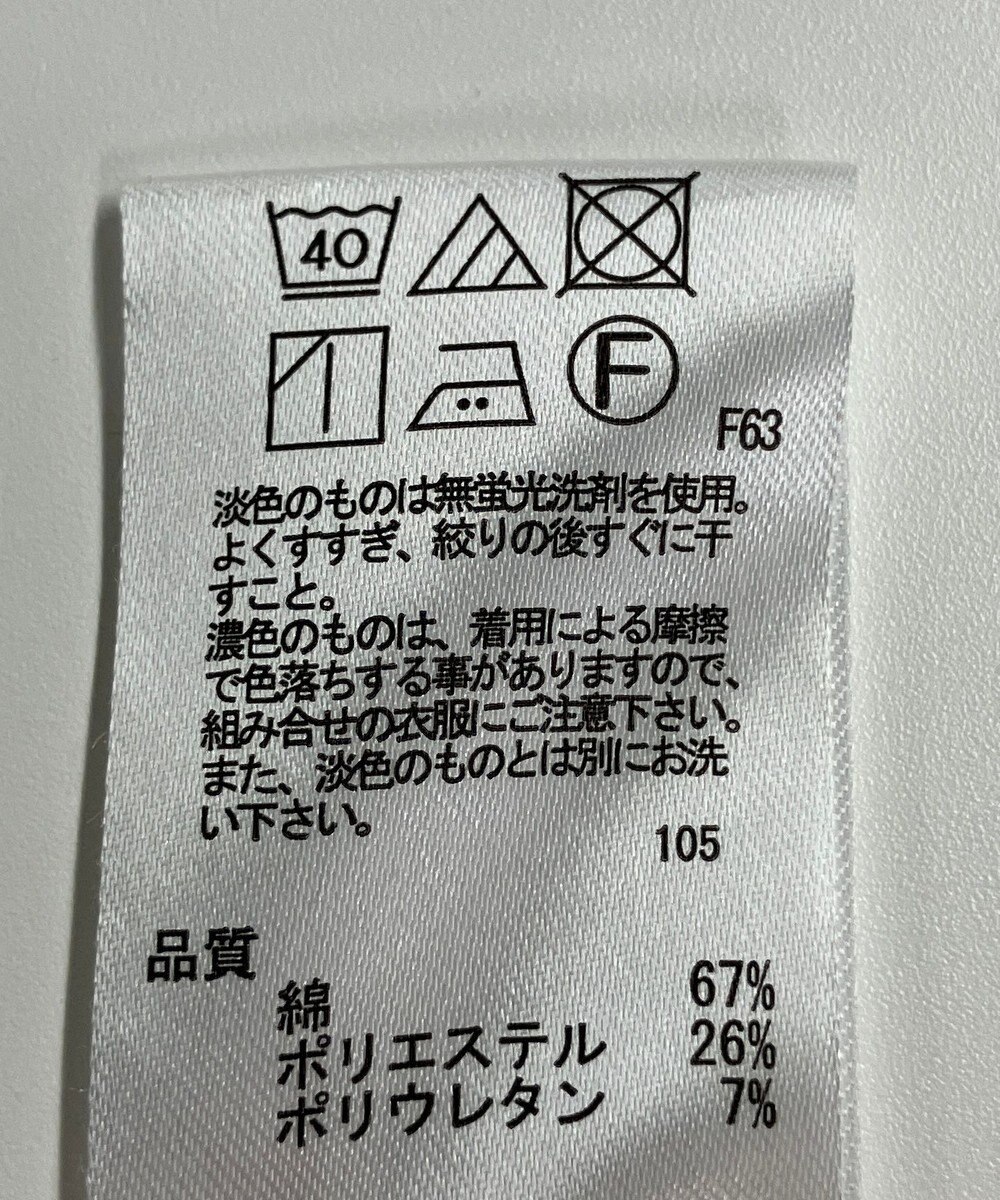 40
F
F63
淡色のものは無蛍光洗剤を使用。
よくすすぎ、絞りの後すぐに干
すこと。
濃色のものは、着用による摩擦
で色落ちする事がありますので、
組み合せの衣服にご注意下さい。
また、淡色のものとは別にお洗
い下さい。
105
品質
綿 67%
ポリエステル 26%
ポリウレタン 7%